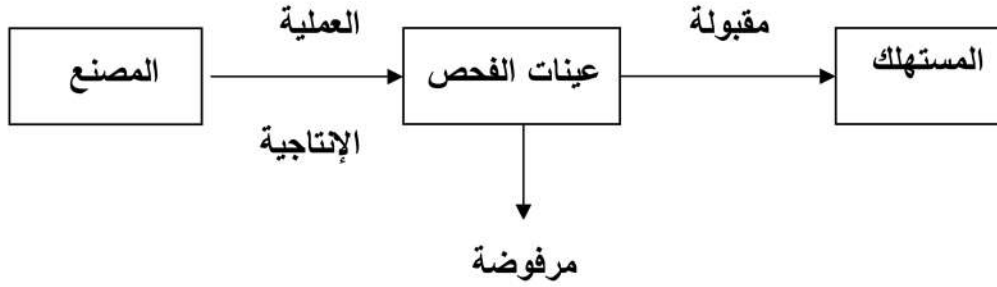 العملية
مقبولة
المصنع
عينات الفحص
المستهلك
الإنتاجية
مرفوضة